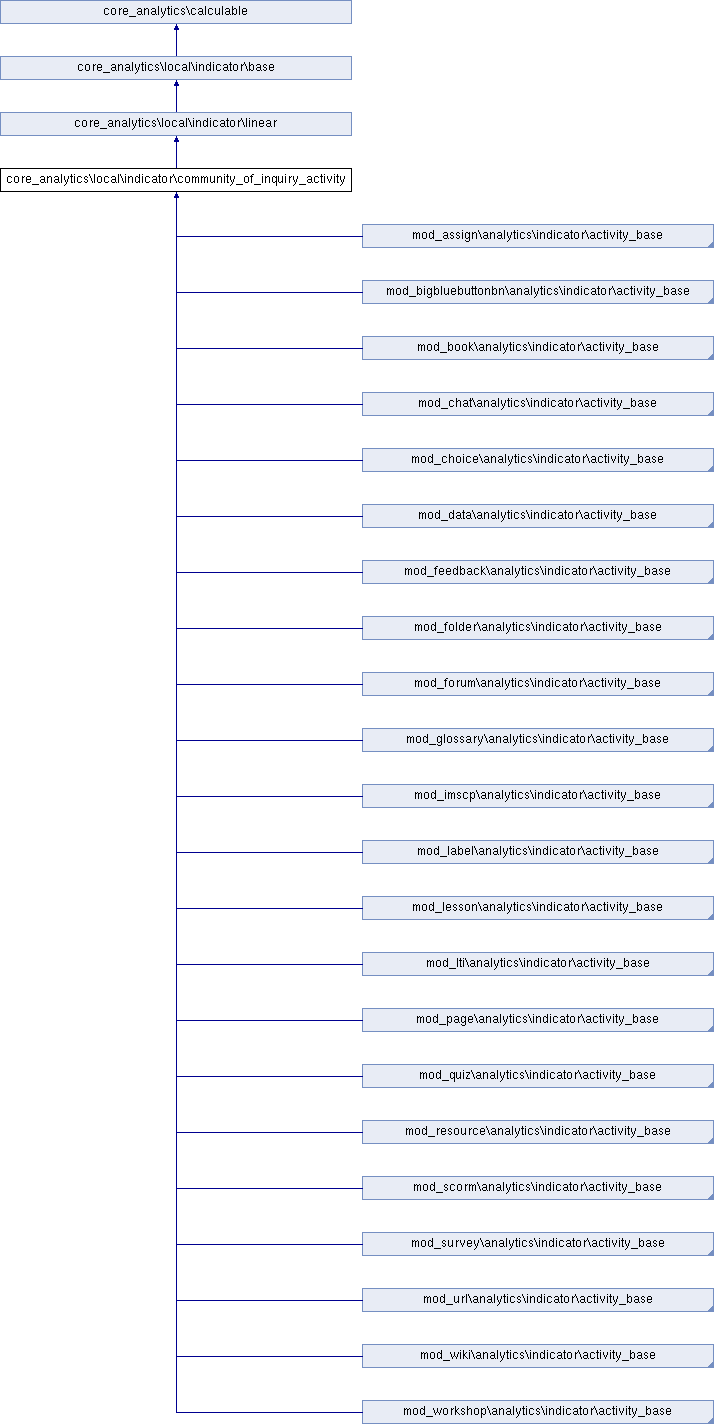 core_analytics\calculable
core_analytics\local\indicator\base
core_analytics\local\indicator\linear
core_analytics\local\indicator\community_of_inquiry_activity
mod_assign\analytics\indicator\activity_base
mod_bigbluebuttonbn\analytics\indicator\activity_base
mod_book\analytics\indicator\activity_base
mod_chat\analytics\indicator\activity_base
mod_choice\analytics\indicator\activity_base
mod_data\analytics\indicator\activity_base
mod_feedback\analytics\indicator\activity_base
mod_folder\analytics\indicator\activity_base
mod_forum\analytics\indicator\activity_base
mod_glossary\analytics\indicator\activity_base
mod_imscp\analytics\indicator\activity_base
mod_label\analytics\indicator\activity_base
mod_lesson\analytics\indicator\activity_base
mod_lti\analytics\indicator\activity_base
mod_page\analytics\indicator\activity_base
mod_quiz\analytics\indicator\activity_base
mod_resource\analytics\indicator\activity_base
mod_scorm\analytics\indicator\activity_base
mod_survey\analytics\indicator\activity_base
mod_url\analytics\indicator\activity_base
mod_wiki\analytics\indicator\activity_base
mod_workshop\analytics\indicator\activity_base